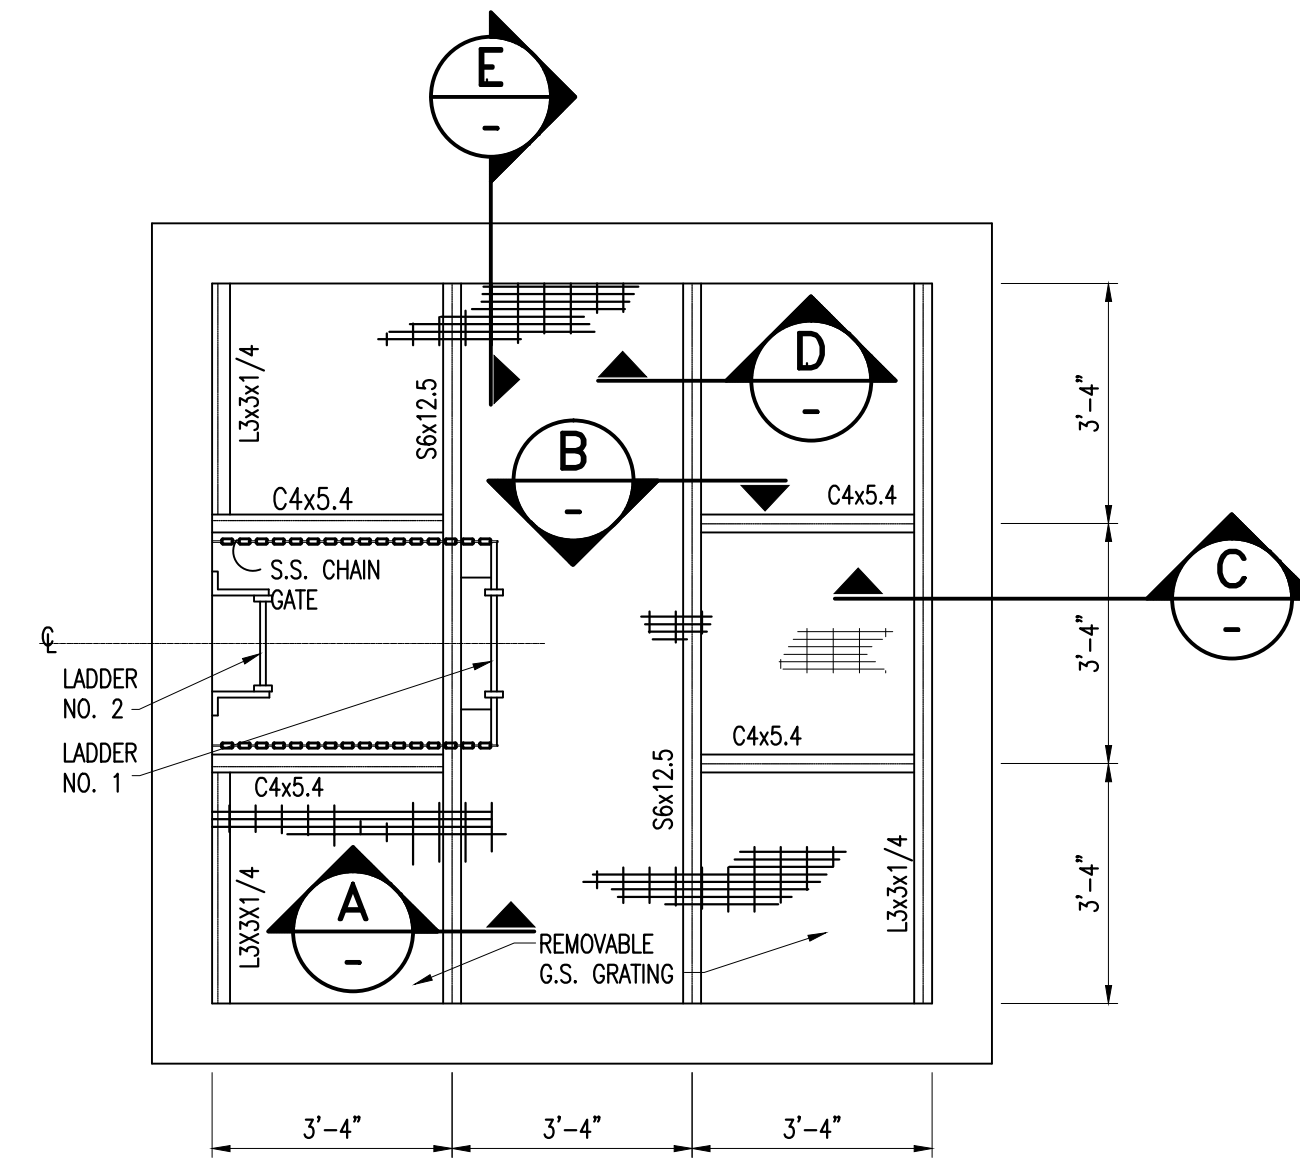 E
-
L3x3x1/4
S6x12.5
D
-
3'-4"
B
-
C4x5.4
C4x5.4
S.S. CHAIN
GATE
C
-
℄
3'-4"
LADDER
NO. 2
LADDER
NO. 1
C4x5.4
C4x5.4
S6x12.5
L3X3X1/4
A
-
L3x3x1/4
3'-4"
REMOVABLE
G.S. GRATING
3'-4"
3'-4"
3'-4"